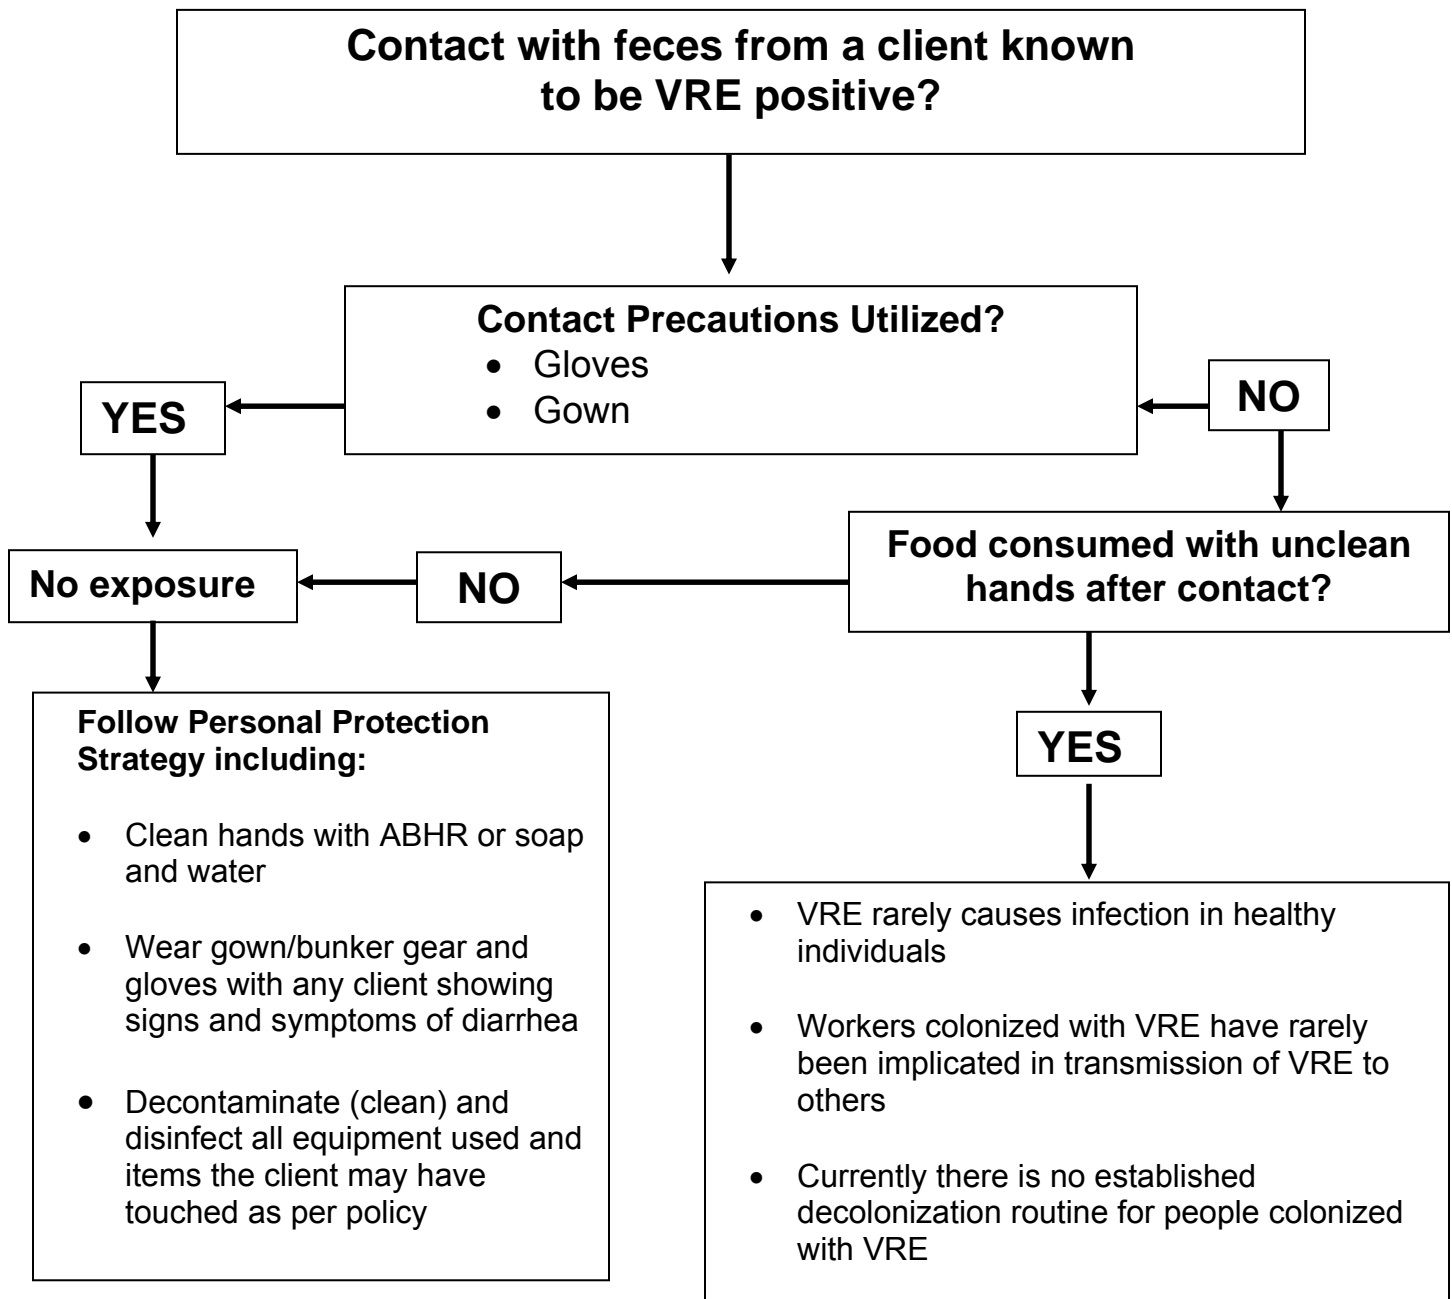 Contact with feces from a client known
to be VRE positive?
Contact Precautions Utilized?
• Gloves
• Gown
YES
NO
No exposure
NO
Food consumed with unclean
hands after contact?
YES
Follow Personal Protection
Strategy including:
• Clean hands with ABHR or soap
and water
• Wear gown/bunker gear and
gloves with any client showing
signs and symptoms of diarrhea
• Decontaminate (clean) and
disinfect all equipment used and
items the client may have
touched as per policy
• VRE rarely causes infection in healthy
individuals
• Workers colonized with VRE have rarely
been implicated in transmission of VRE to
others
• Currently there is no established
decolonization routine for people colonized
with VRE